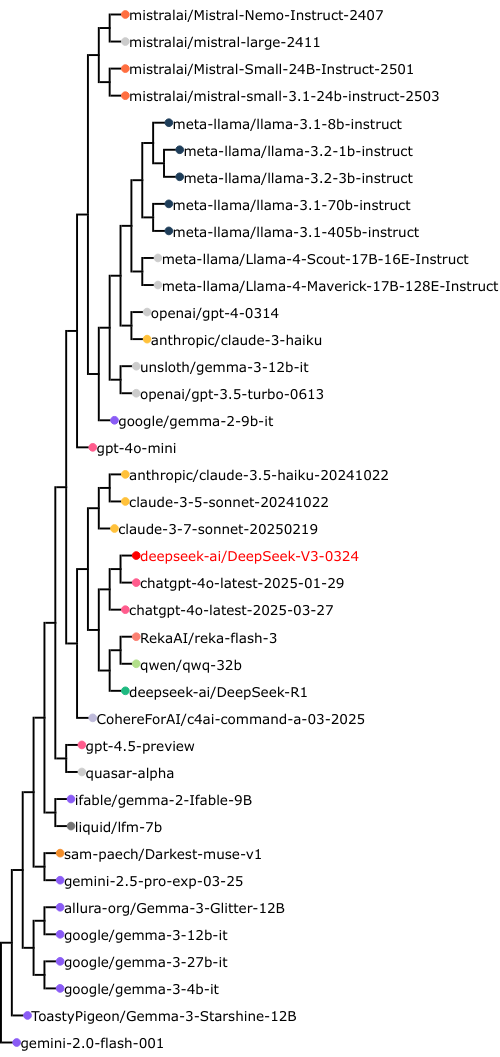 mistralai/Mistral-Nemo-Instruct-2407
mistralai/mistral-large-2411
mistralai/Mistral-Small-24B-Instruct-2501
mistralai/mistral-small-3.1-24b-instruct-2503
meta-llama/llama-3.1-8b-instruct
meta-llama/llama-3.2-1b-instruct
meta-llama/llama-3.2-3b-instruct
meta-llama/llama-3.1-70b-instruct
meta-llama/llama-3.1-405b-instruct
meta-llama/Llama-4-Scout-17B-16E-Instruct
meta-llama/Llama-4-Maverick-17B-128E-Instruct
openai/gpt-4-0314
anthropic/claude-3-haiku
unsloth/gemma-3-12b-it
openai/gpt-3.5-turbo-0613
google/gemma-2-9b-it
gpt-4o-mini
anthropic/claude-3.5-haiku-20241022
claude-3-5-sonnet-20241022
claude-3-7-sonnet-20250219
deepseek-ai/DeepSeek-V3-0324
chatgpt-4o-latest-2025-01-29
chatgpt-4o-latest-2025-03-27
RekaAI/reka-flash-3
qwen/qwq-32b
deepseek-ai/DeepSeek-R1
CohereForAI/c4ai-command-a-03-2025
gpt-4.5-preview
quasar-alpha
ifable/gemma-2-Ifable-9B
liquid/lfm-7b
sam-paech/Darkest-muse-v1
gemini-2.5-pro-exp-03-25
allura-org/Gemma-3-Glitter-12B
google/gemma-3-12b-it
google/gemma-3-27b-it
google/gemma-3-4b-it
ToastyPigeon/Gemma-3-Starshine-12B
gemini-2.0-flash-001